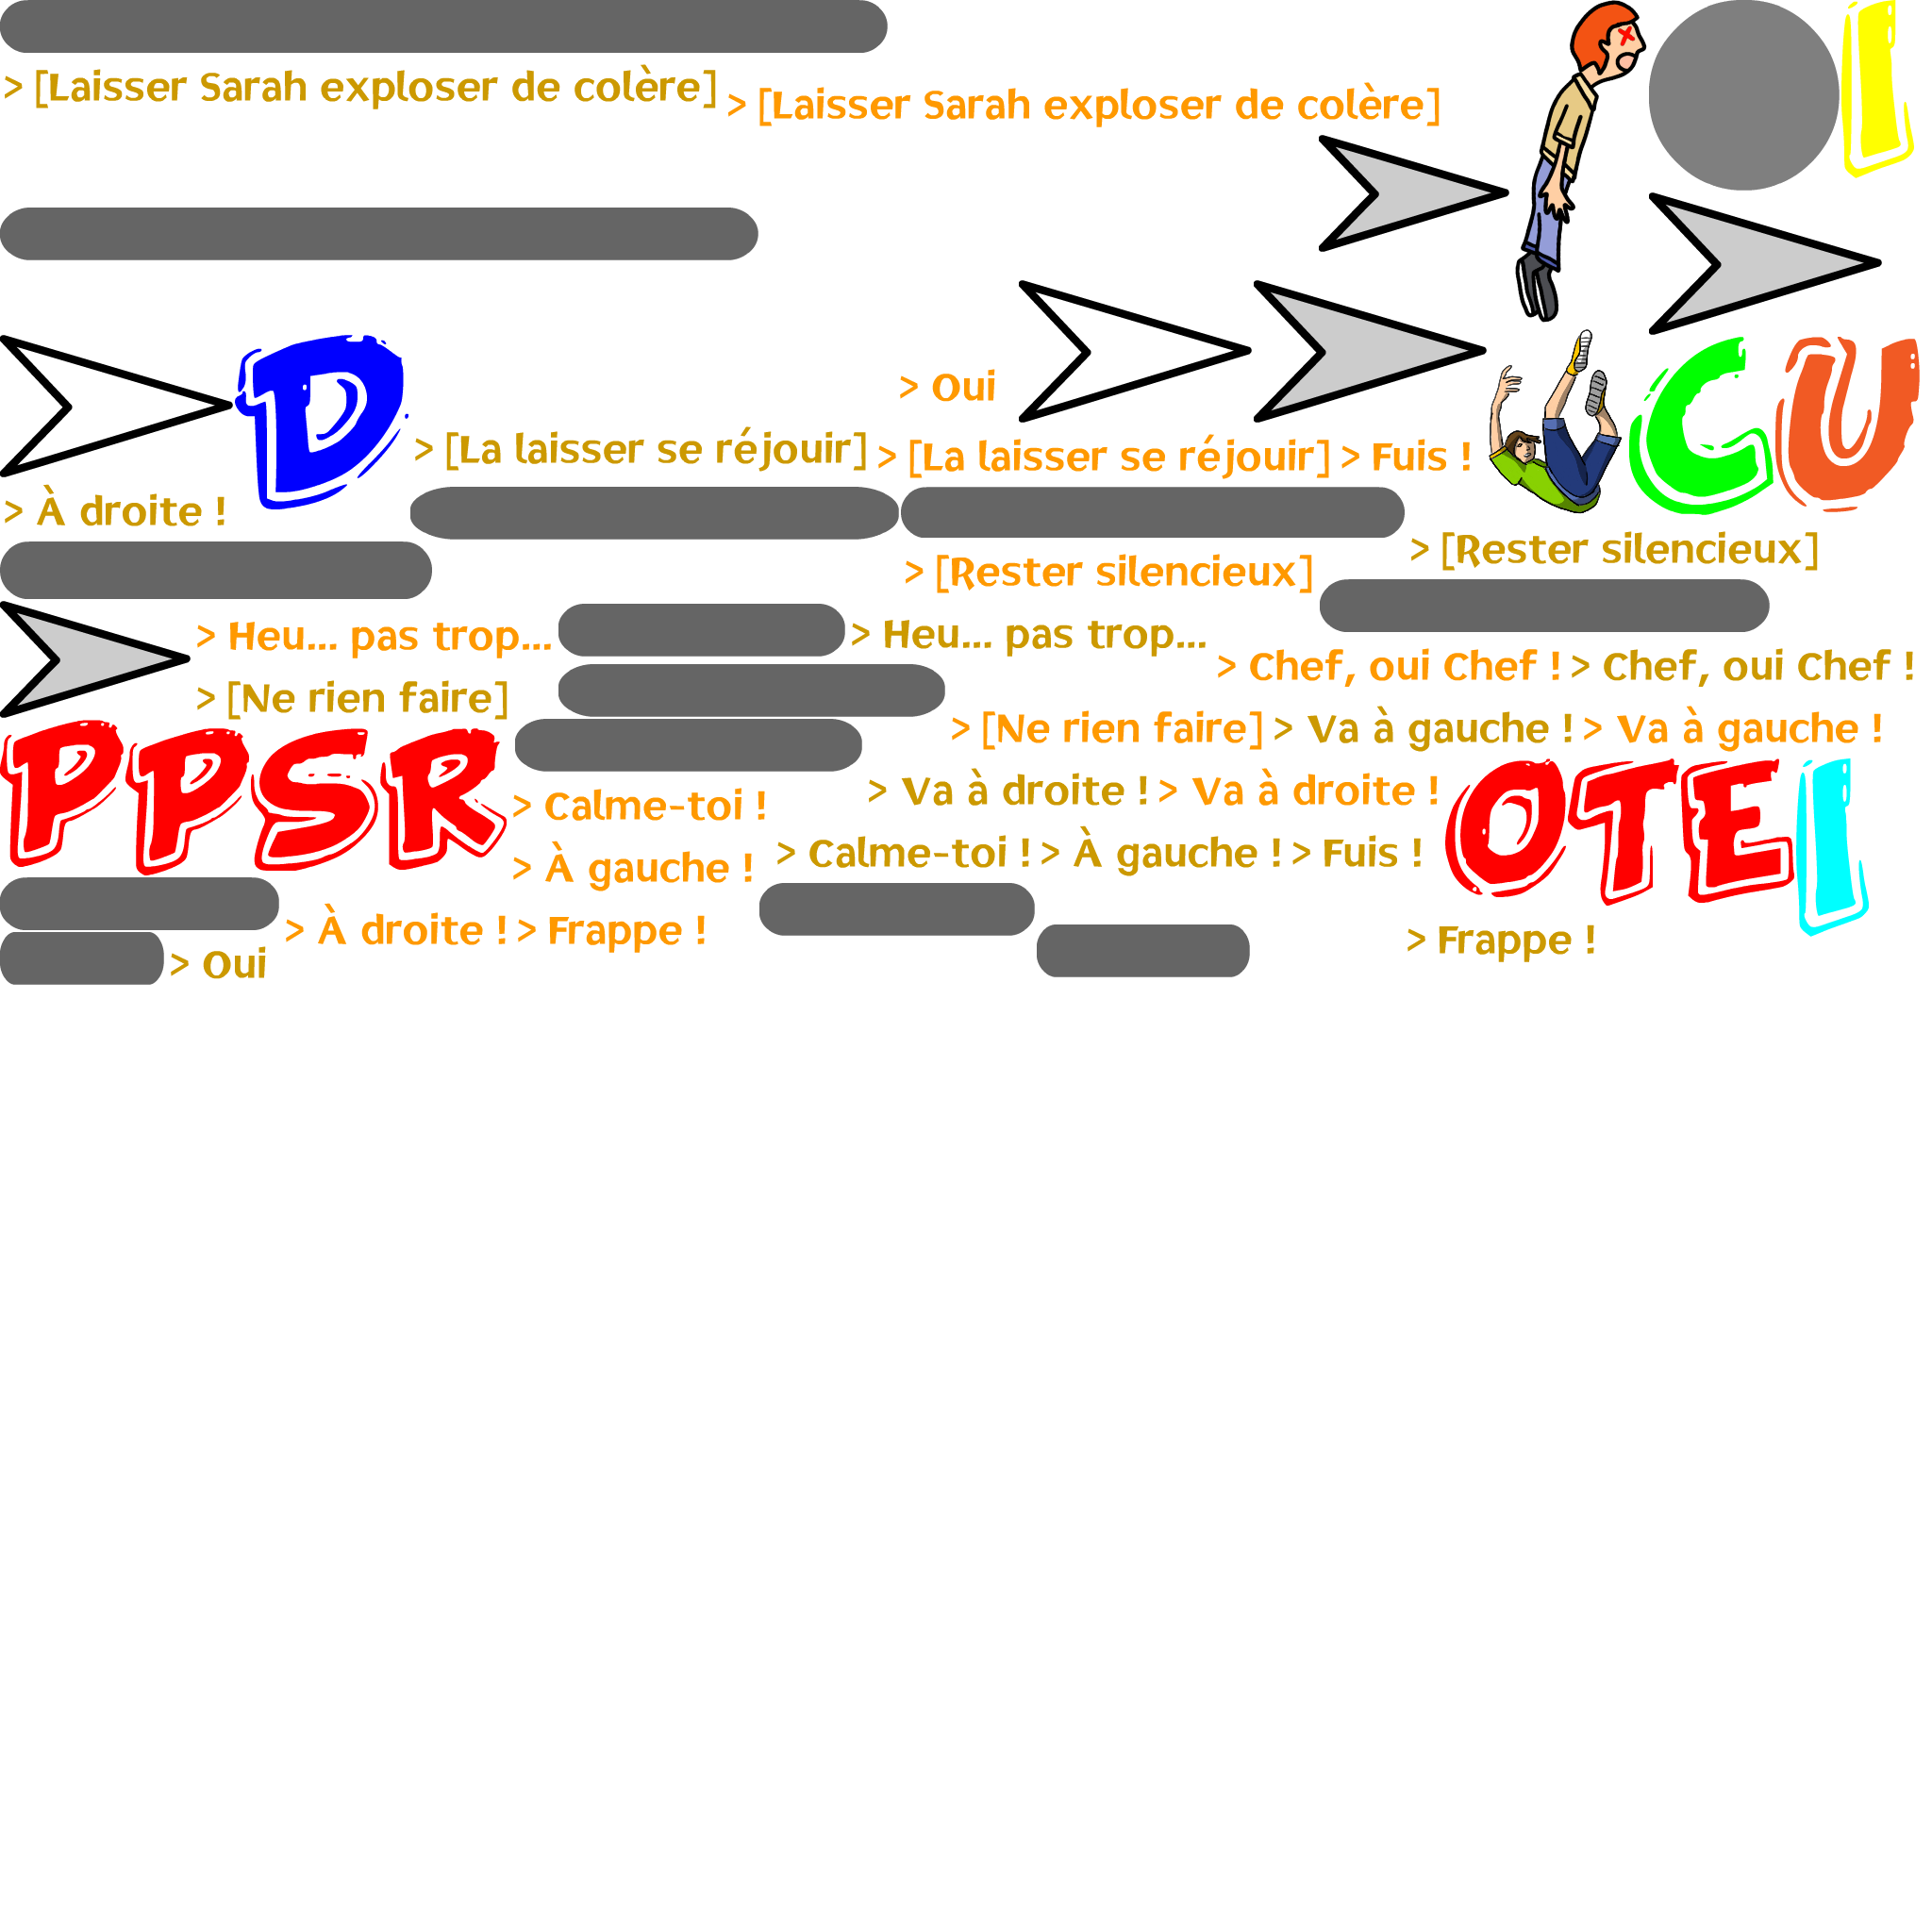 I
> [Laisser Sarah exploser de colère] > [Laisser Sarah exploser de colère]
D
> Oui
C U
> [La laisser se réjouir] > [La laisser se réjouir] > Fuis !
> À droite !
> [Rester silencieux]
> [Rester silencieux]
> Heu... pas trop... > Heu... pas trop...
> Chef, oui Chef ! > Chef, oui Chef !
> [Ne rien faire]
> [Ne rien faire] > Va à gauche ! > Va à gauche !
PPSR
> Va à droite ! > Va à droite !
OTE I
> Calme-toi !
> À gauche !
> Calme-toi ! > À gauche ! > Fuis !
> À droite ! > Frappe !
> Frappe !
> Oui